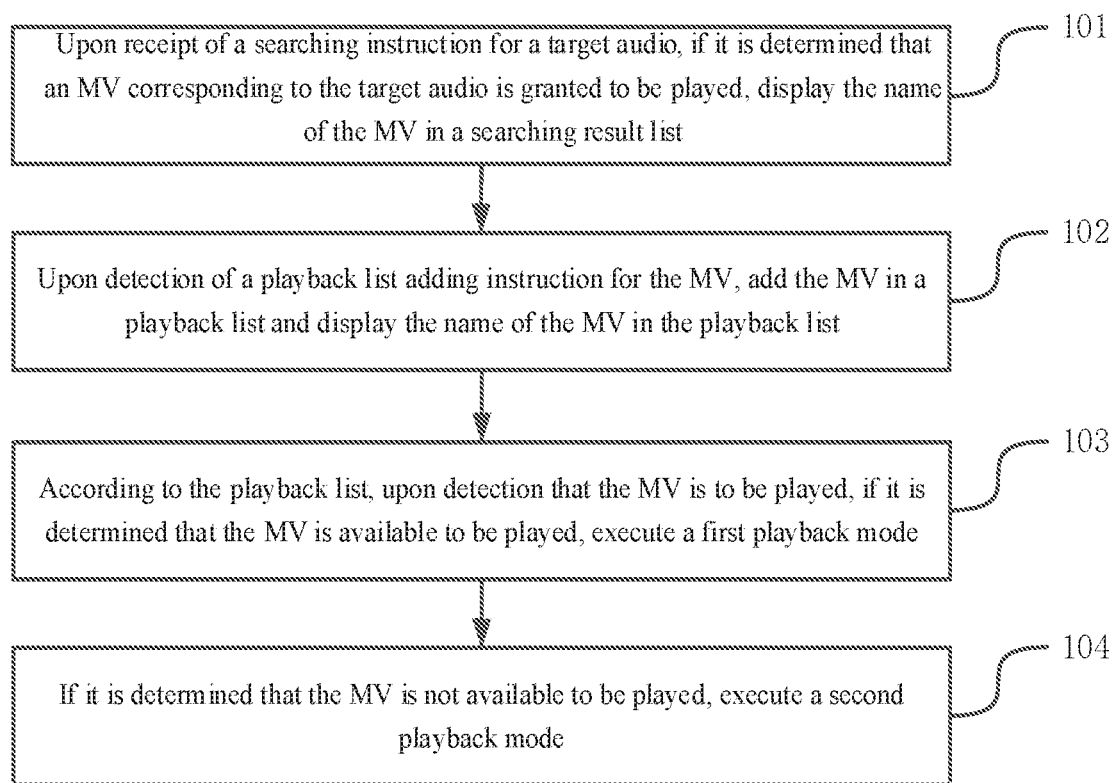 Upon receipt of a searching instruction for a target audio, if it is determined that
an MV corresponding to the target audio is granted to be played, display the name
of the MV in a searching result list
101
Upon detection of a playback list adding instruction for the MV, add the MV in a
playback list and display the name of the MV in the playback list
102
According to the playback list, upon detection that the MV is to be played, if it is
determined that the MV is available to be played, execute a first playback mode
103
If it is determined that the MV is not available to be played, execute a second
playback mode
104